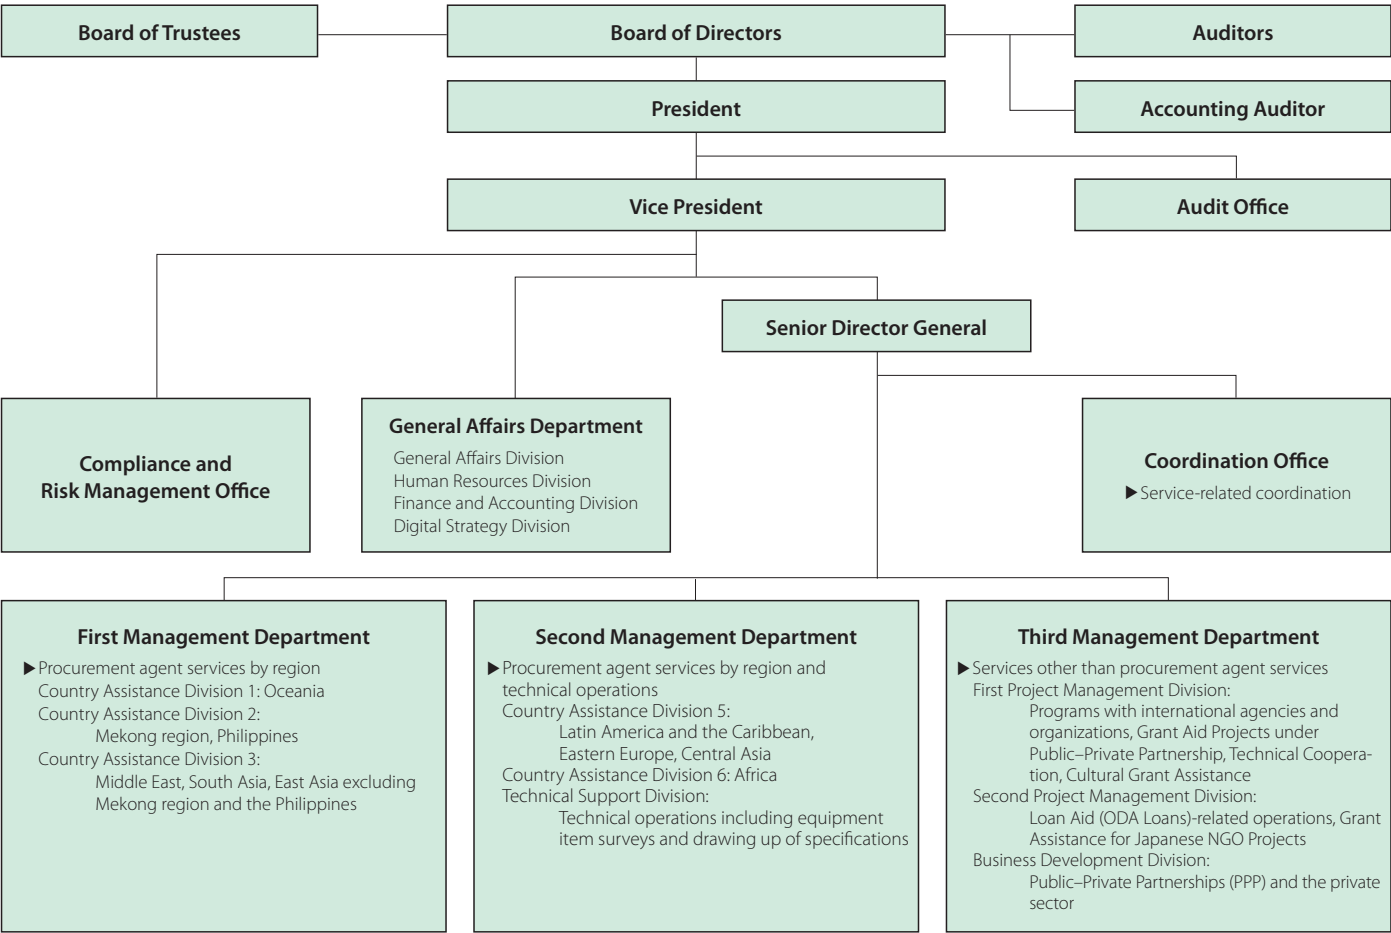 Board of Trustees
Board of Directors
Auditors
President
Accounting Auditor
Vice President
Audit Office
Senior Director General
Compliance and
Risk Management Office
General Affairs Department
General Affairs Division
Human Resources Division
Finance and Accounting Division
Digital Strategy Division
Coordination Office
▶Service-related coordination
First Management Department
▶Procurement agent services by region
Country Assistance Division 1: Oceania
Country Assistance Division 2:
Mekong region, Philippines
Country Assistance Division 3:
Middle East, South Asia, East Asia excluding
Mekong region and the Philippines
Second Management Department
▶Procurement agent services by region and
technical operations
Country Assistance Division 5:
Latin America and the Caribbean,
Eastern Europe, Central Asia
Country Assistance Division 6: Africa
Technical Support Division:
Technical operations including equipment
item surveys and drawing up of specifications
Third Management Department
▶Services other than procurement agent services
First Project Management Division:
Programs with international agencies and
organizations, Grant Aid Projects under
Public–Private Partnership, Technical Coopera-
tion, Cultural Grant Assistance
Second Project Management Division:
Loan Aid (ODA Loans)-related operations, Grant
Assistance for Japanese NGO Projects
Business Development Division:
Public–Private Partnerships (PPP) and the private
sector